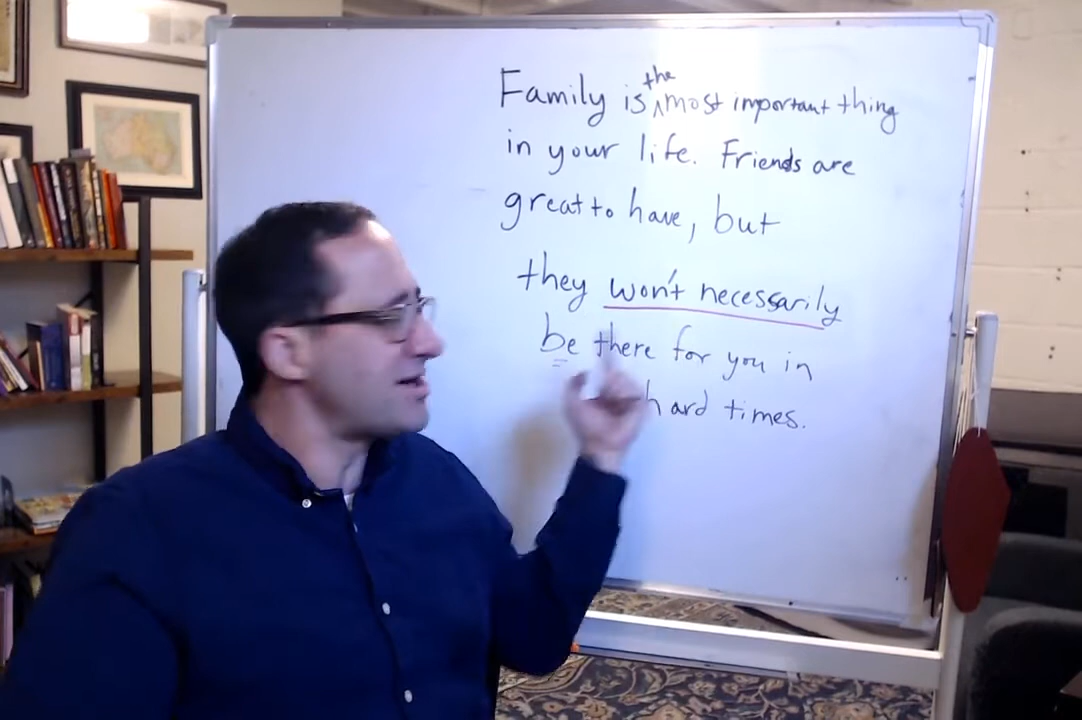 Family is the most important thing
in your life. Friends are
great to have, but
they won't necessarily
be there for you in
hard times.